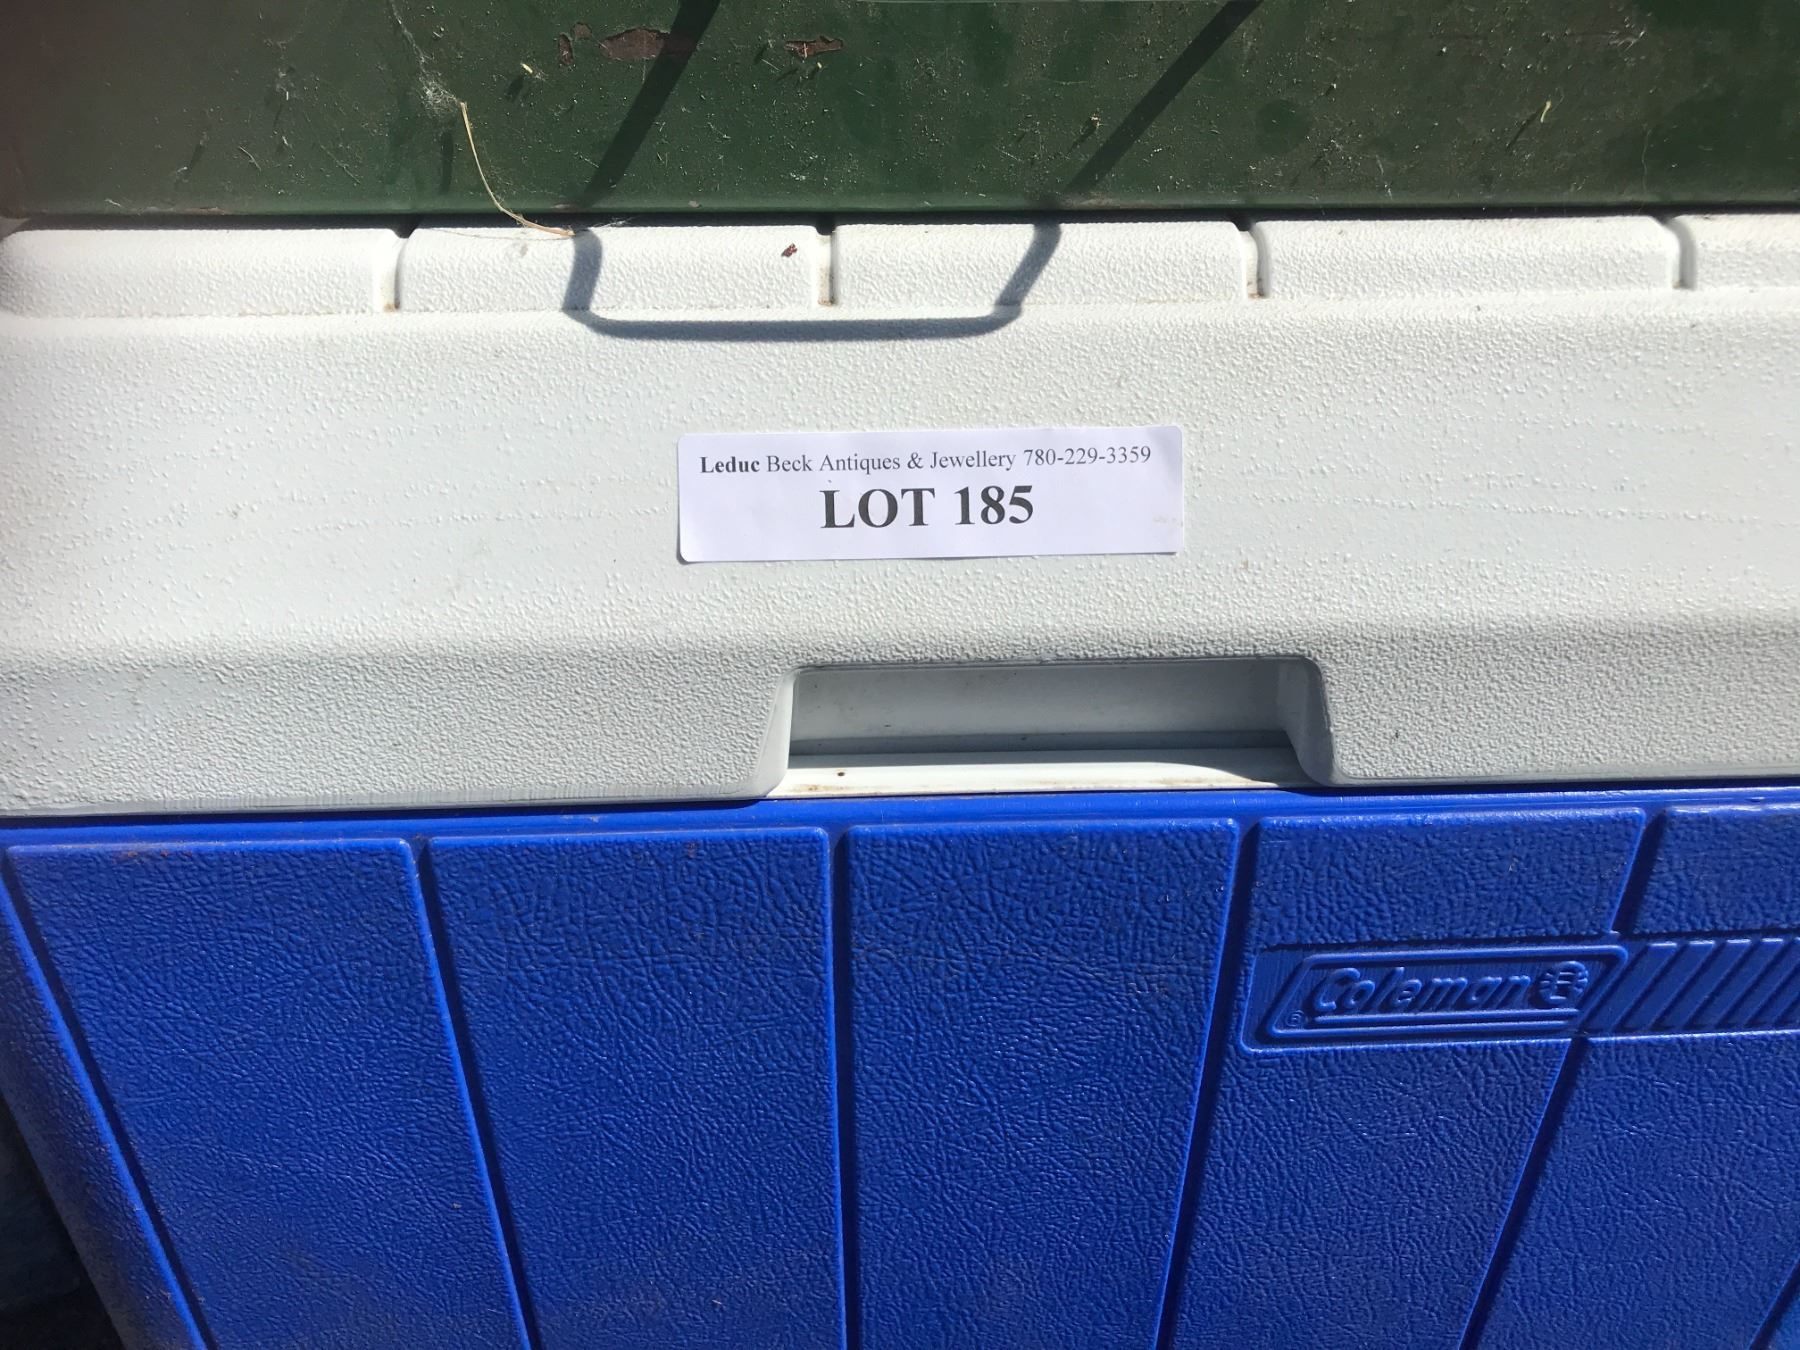 Leduc Beck Antiques & Jewellery 780-229-3359
LOT 185
Coleman
®